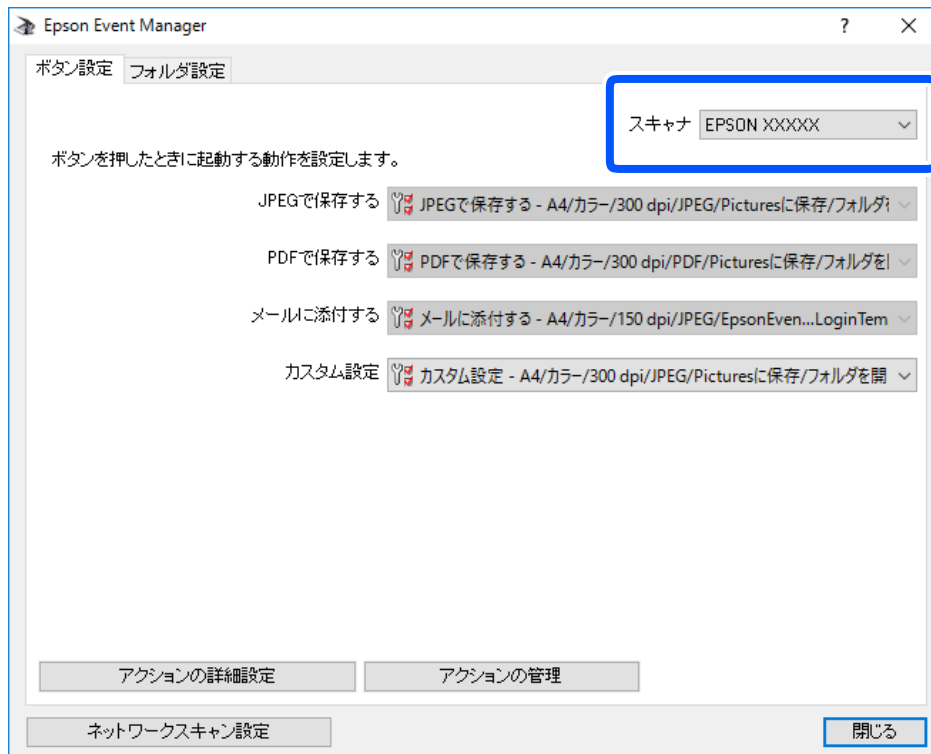 Epson Event Manager
ボタン設定 フォルダ設定
スキャナ EPSON XXXXX
ボタンを押したときに起動する動作を設定します。
JPEGで保存する JPEGで保存する - A4/カラー/300 dpi/JPEG/Picturesに保存/フォルダ
PDFで保存する PDFで保存する - A4/カラー/300 dpi/PDF/Picturesに保存/フォルダを
メールに添付する メールに添付する - A4/カラー/150 dpi/JPEG/EpsonEven...LoginTem
カスタム設定 カスタム設定 - A4/カラー/300 dpi/JPEG/Picturesに保存/フォルダを開
アクションの詳細設定 アクションの管理
ネットワークスキャン設定 閉じる